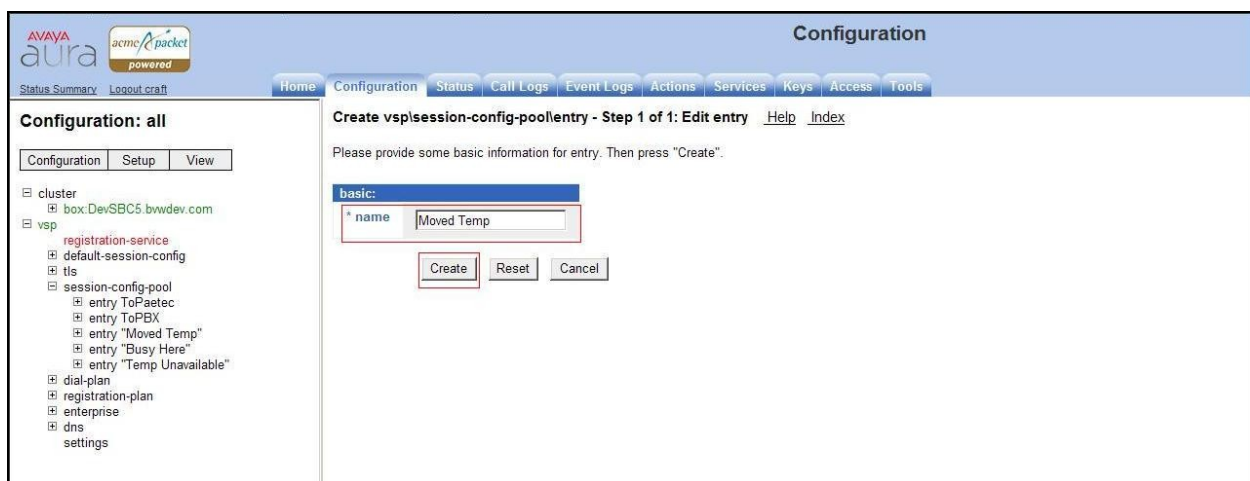 AVAYA
aura
acme packet
powered
Configuration
Status Summary Logout craft
Home Configuration Status Call Logs Event Logs Actions Services Keys Access Tools
Configuration: all
Configuration Setup View
cluster
box:DevSBC5.bvwdev.com
vsp
registration-service
default-session-config
tls
session-config-pool
entry ToPaetec
entry ToPBX
entry "Moved Temp"
entry "Busy Here"
entry "Temp Unavailable"
dial-plan
registration-plan
enterprise
dns
settings
Create vsp\session-config-pool\entry - Step 1 of 1: Edit entry Help Index
Please provide some basic information for entry. Then press "Create".
basic:
* name Moved Temp
Create Reset Cancel